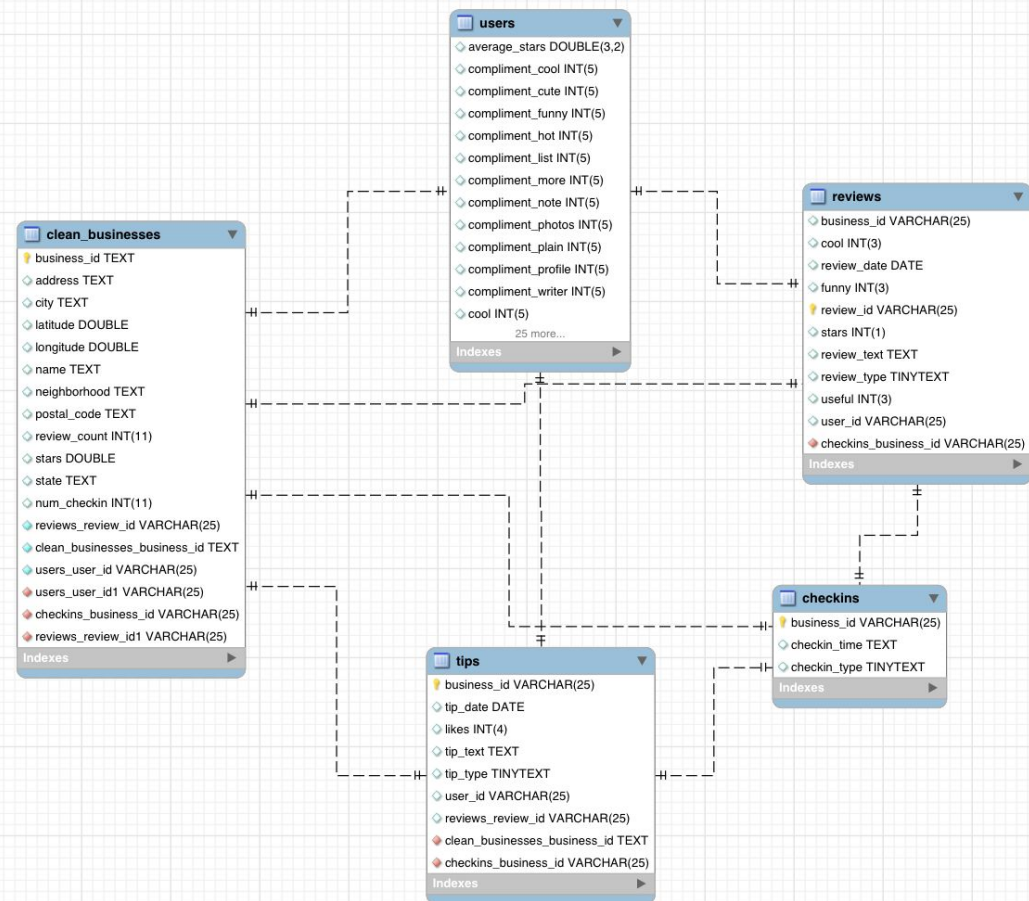 users
average_stars DOUBLE(3,2)
compliment_cool INT(5)
compliment_cute INT(5)
compliment_funny INT(5)
compliment_hot INT(5)
compliment_list INT(5)
compliment_more INT(5)
compliment_note INT(5)
compliment_photos INT(5)
compliment_plain INT(5)
compliment_profile INT(5)
compliment_writer INT(5)
cool INT(5)
25 more...
Indexes
reviews
business_id VARCHAR(25)
cool INT(3)
review_date DATE
funny INT(3)
review_id VARCHAR(25)
stars INT(1)
review_text TEXT
review_type TINYTEXT
useful INT(3)
user_id VARCHAR(25)
checkins_business_id VARCHAR(25)
Indexes
clean_businesses
business_id TEXT
address TEXT
city TEXT
latitude DOUBLE
longitude DOUBLE
name TEXT
neighborhood TEXT
postal_code TEXT
review_count INT(11)
stars DOUBLE
state TEXT
num_checkin INT(11)
reviews_review_id VARCHAR(25)
clean_businesses_business_id TEXT
users_user_id VARCHAR(25)
users_user_id1 VARCHAR(25)
checkins_business_id VARCHAR(25)
reviews_review_id1 VARCHAR(25)
Indexes
checkins
business_id VARCHAR(25)
checkin_time TEXT
checkin_type TINYTEXT
Indexes
tips
business_id VARCHAR(25)
tip_date DATE
likes INT(4)
tip_text TEXT
tip_type TINYTEXT
user_id VARCHAR(25)
reviews_review_id VARCHAR(25)
clean_businesses_business_id TEXT
checkins_business_id VARCHAR(25)
Indexes